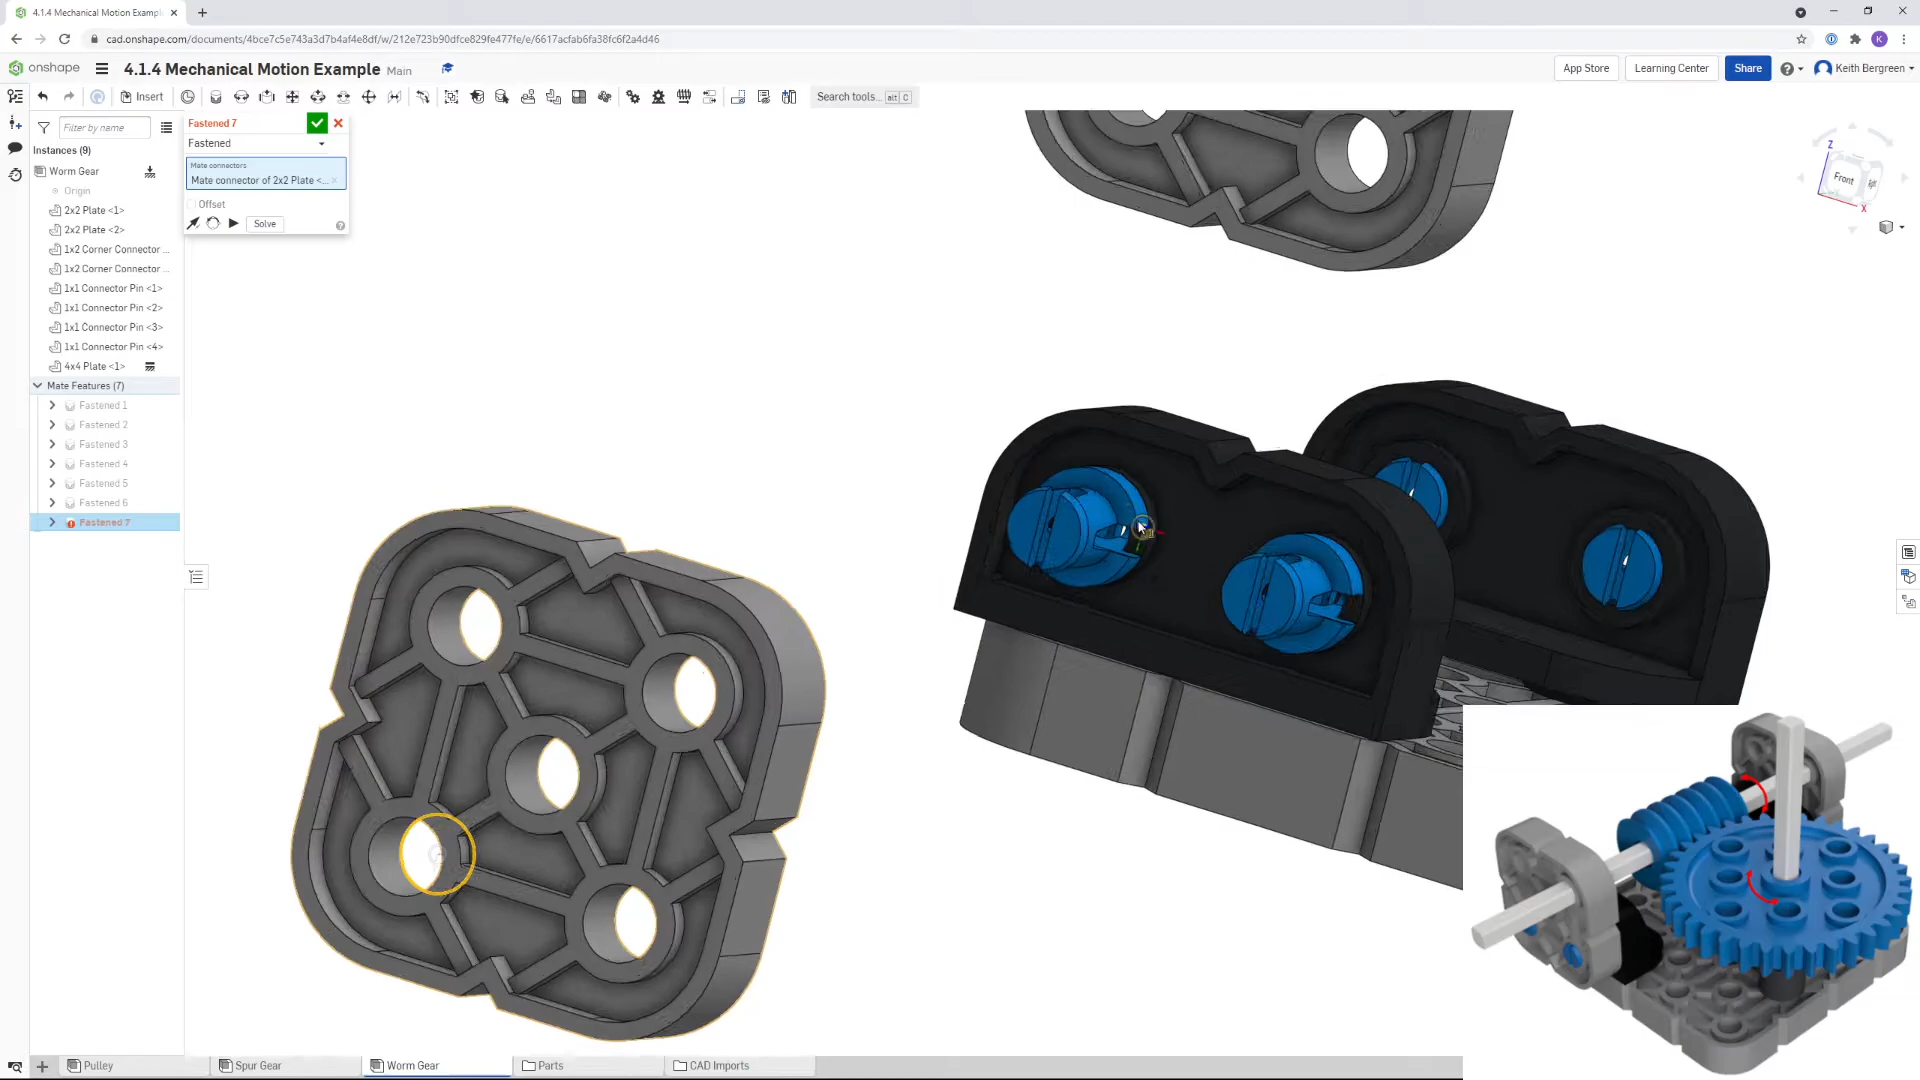 4.1.4 Mechanical Motion Exampl
cad.onshape.com/documents/4bce7c5e743a3d7b4af4e8df/w/212e723b90dfce829fe477fe/e/6617acfab6fa38fc6f2a4d46
K
onshape
4.1.4 Mechanical Motion Example Main
App Store
Learning Center
Share
Keith Bergreen
Insert
Search tools... alt C
Filter by name
Instances (9)
Worm Gear
Origin
2x2 Plate <1>
2x2 Plate <2>
1x2 Corner Connector ...
1x2 Corner Connector ...
1x1 Connector Pin <1>
1x1 Connector Pin <2>
1x1 Connector Pin <3>
1x1 Connector Pin <4>
4x4 Plate <1>
Mate Features (7)
Fastened 1
Fastened 2
Fastened 3
Fastened 4
Fastened 5
Fastened 6
Fastened 7
Fastened 7
Fastened
Mate connectors
Mate connector of 2x2 Plate <...
Offset
Solve
Z
Front
X
Pulley
Spur Gear
Worm Gear
Parts
CAD Imports